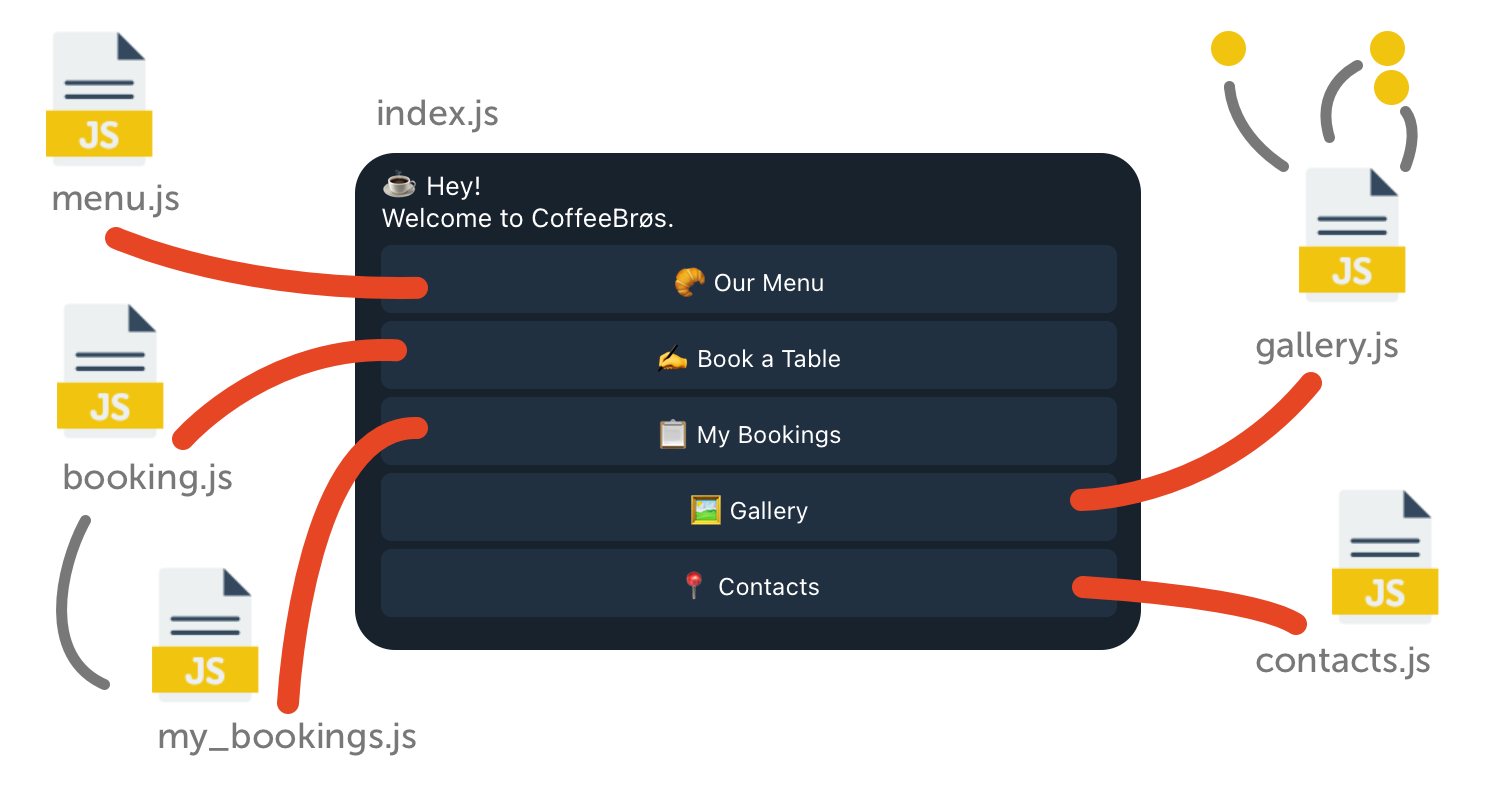 JS
menu.js
index.js
☕ Hey!
Welcome to CoffeeBrøs.
🥐 Our Menu
✍️ Book a Table
📋 My Bookings
🖼️ Gallery
📍 Contacts
JS
booking.js
JS
my_bookings.js
JS
gallery.js
JS
contacts.js